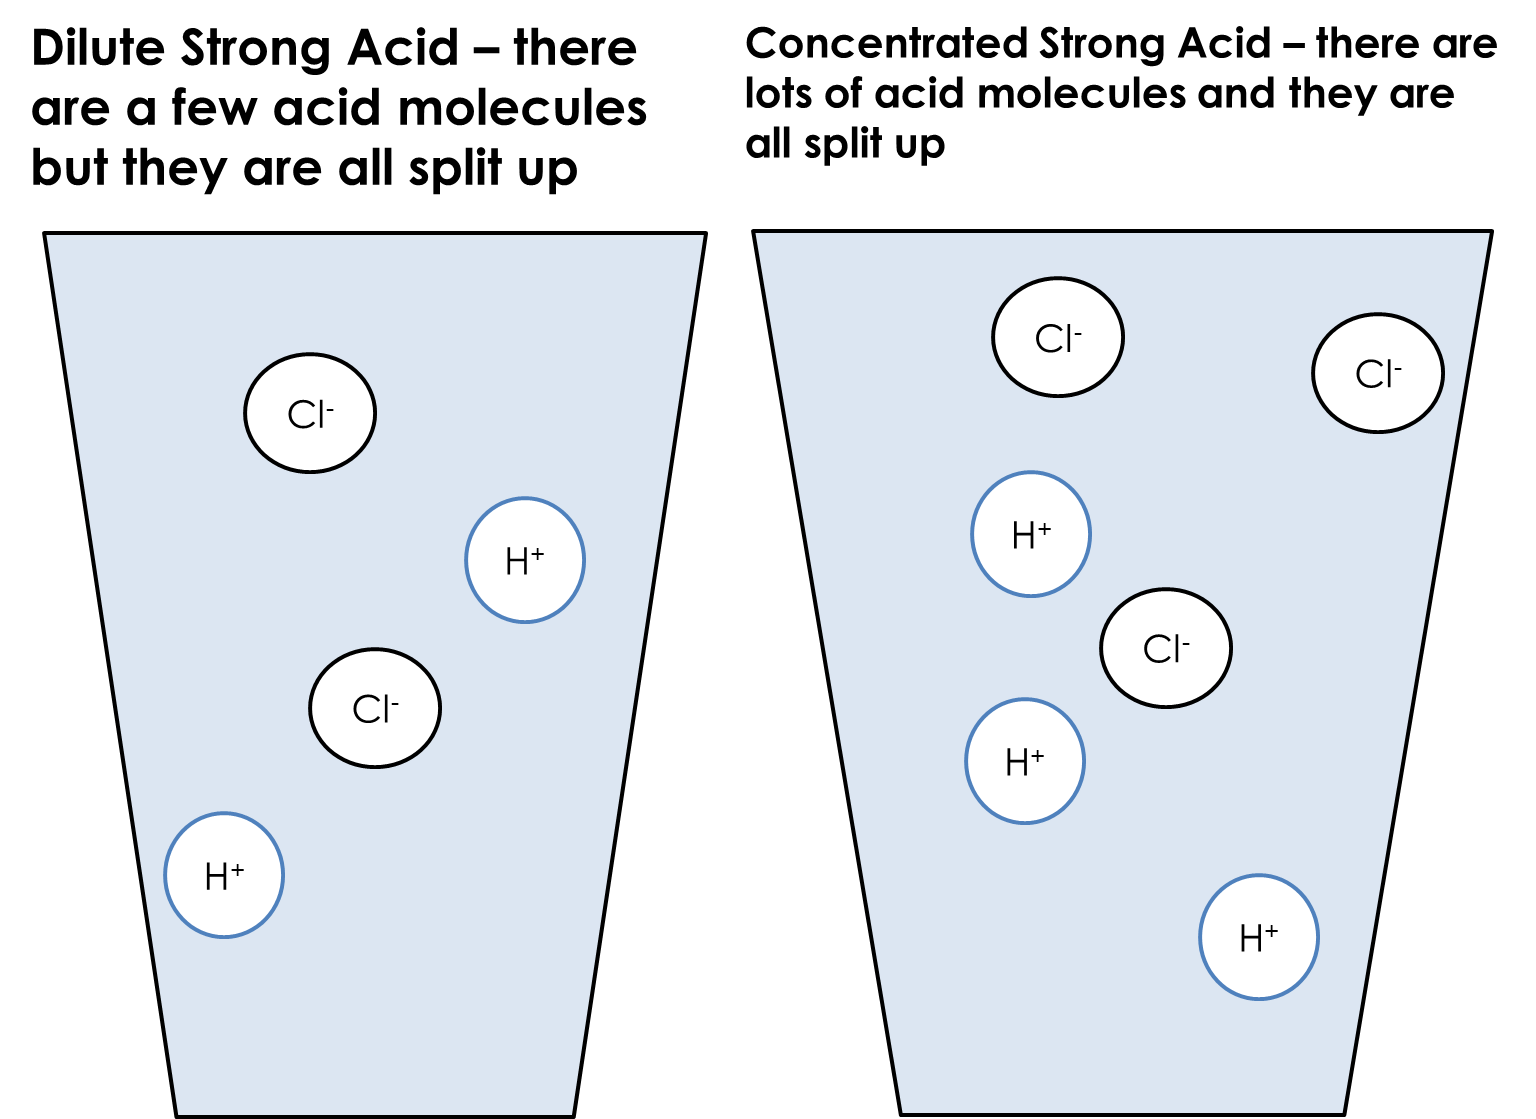 Dilute Strong Acid – there
are a few acid molecules
but they are all split up
Concentrated Strong Acid – there are
lots of acid molecules and they are
all split up
Cl⁻
H⁺
Cl⁻
H⁺
Cl⁻
Cl⁻
H⁺
Cl⁻
H⁺
H⁺